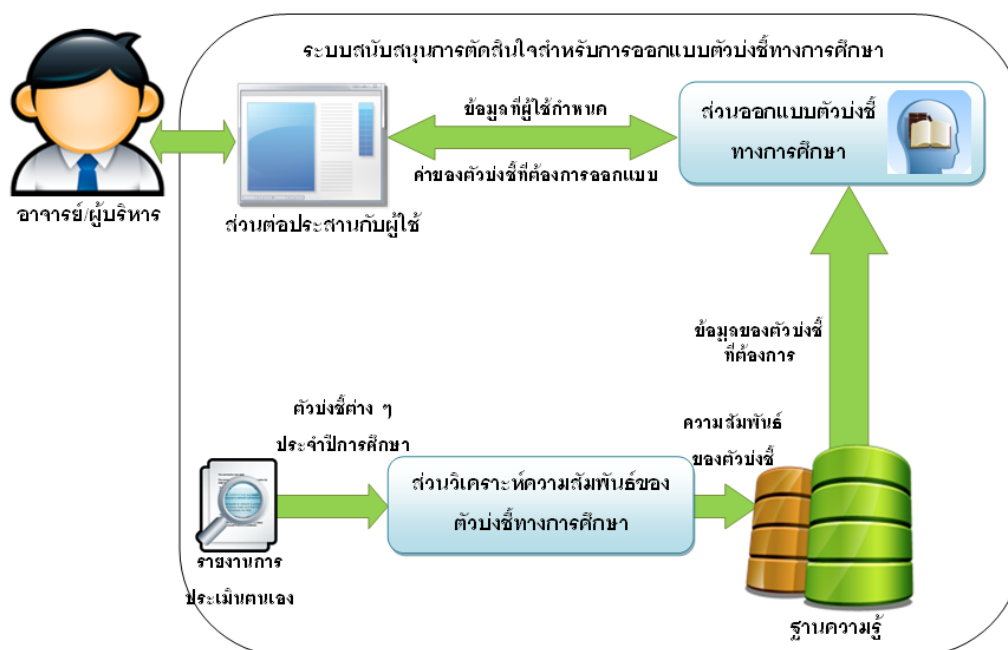 ระบบสนับสนุนการตัดสินใจสำหรับการออกแบบตัวบ่งชี้ทางการศึกษา
ข้อมูลที่ผู้ใช้กำหนด
ส่วนออกแบบตัวบ่งชี้
ทางการศึกษา
ค่าของตัวบ่งชี้ที่ต้องการออกแบบ
อาจารย์/ผู้บริหาร
ส่วนต่อประสานกับผู้ใช้
ข้อมูลของตัวบ่งชี้
ที่ต้องการ
ตัวบ่งชี้ต่าง ๆ
ประจำปีการศึกษา
ความสัมพันธ์
ของตัวบ่งชี้
ส่วนวิเคราะห์ความสัมพันธ์ของ
ตัวบ่งชี้ทางการศึกษา
รายงานการ
ประเมินตนเอง
ฐานความรู้